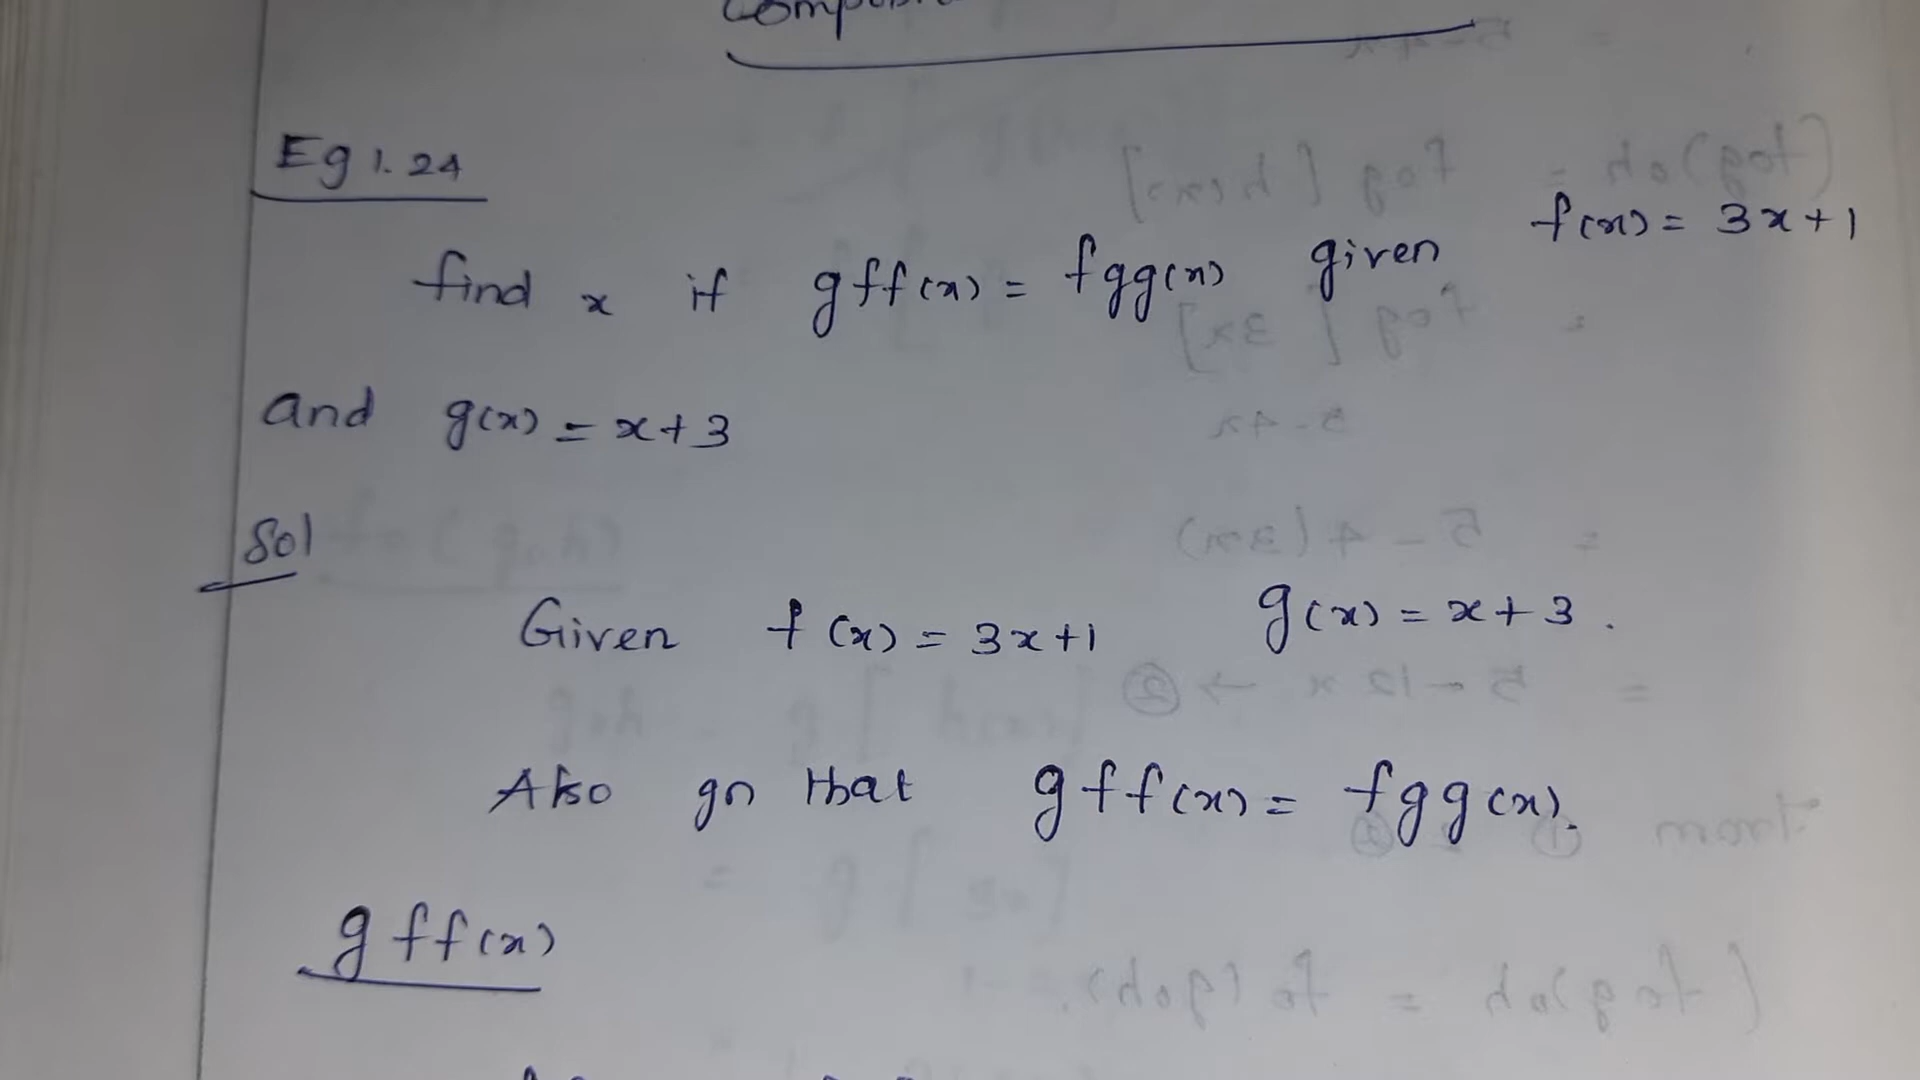 Eg 1.24
find x if gff(x) = fgg(x) given f(x) = 3x+1
and g(x) = x+3
Sol
Given f(x) = 3x+1 g(x) = x+3.
Also gn that gff(x) = fgg(x).
gff(x)